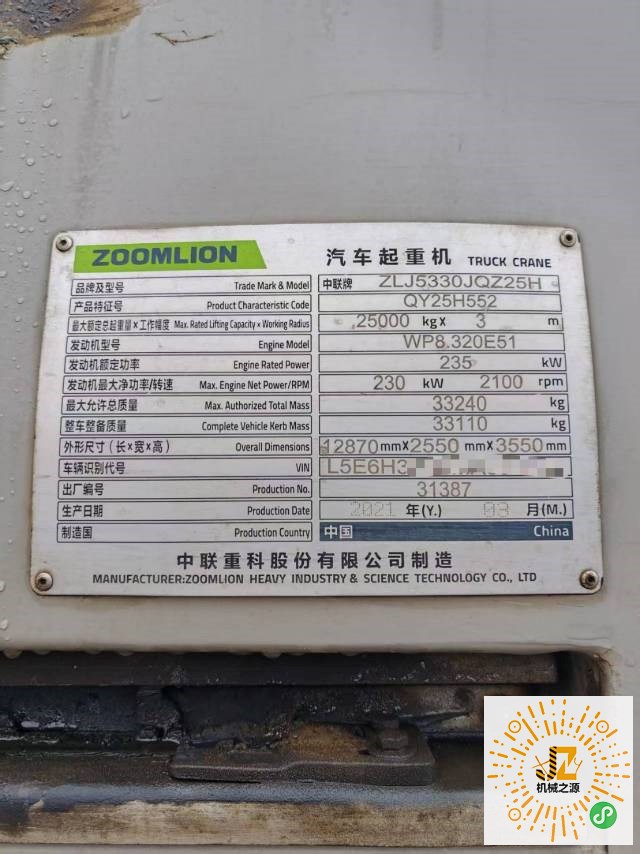 ZOOMLION 汽车起重机 TRUCK CRANE
品牌及型号 Trade Mark & Model 中联牌 ZLJ5330JQZ25H
产品特征号 Product Characteristic Code QY25H552
最大额定总起重量×工作幅度 Max. Rated Lifting Capacity × Working Radius 25000 kg× 3 m
发动机型号 Engine Model WP8.320E51
发动机额定功率 Engine Rated Power 235 kW
发动机最大净功率/转速 Max. Engine Net Power/RPM 230 kW 2100 rpm
最大允许总质量 Max. Authorized Total Mass 33240 kg
整车整备质量 Complete Vehicle Kerb Mass 33110 kg
外形尺寸（长×宽×高） Overall Dimensions 12870 mm× 2550 mm× 3550 mm
车辆识别代号 VIN L5E6H3
出厂编号 Production No. 31387
生产日期 Production Date 2021 年(Y.) 03 月(M.)
制造国 Production Country 中国 China
中联重科股份有限公司制造
MANUFACTURER:ZOOMLION HEAVY INDUSTRY & SCIENCE TECHNOLOGY CO., LTD
JZ
机械之源